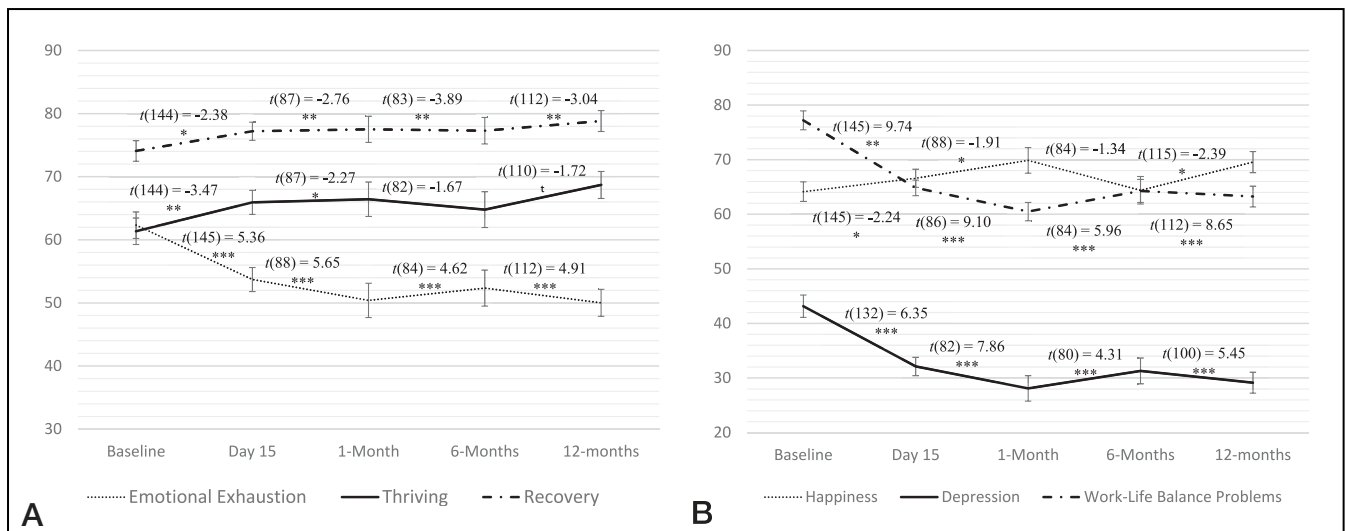 90
80
70
60
50
40
30
t(144) = -2.38
*
t(87) = -2.76
**
t(83) = -3.89
**
t(112) = -3.04
**
t(144) = -3.47
**
t(87) = -2.27
*
t(82) = -1.67
t(110) = -1.72
t
t(145) = 5.36
***
t(88) = 5.65
***
t(84) = 4.62
***
t(112) = 4.91
***
Baseline
Day 15
1-Month
6-Months
12-months
Emotional Exhaustion
Thriving
Recovery
A
90
80
70
60
50
40
30
20
t(145) = 9.74
**
t(88) = -1.91
*
t(84) = -1.34
t(115) = -2.39
*
t(145) = -2.24
*
t(86) = 9.10
***
t(84) = 5.96
***
t(112) = 8.65
***
t(132) = 6.35
***
t(82) = 7.86
***
t(80) = 4.31
***
t(100) = 5.45
***
Baseline
Day 15
1-Month
6-Months
12-months
Happiness
Depression
Work-Life Balance Problems
B